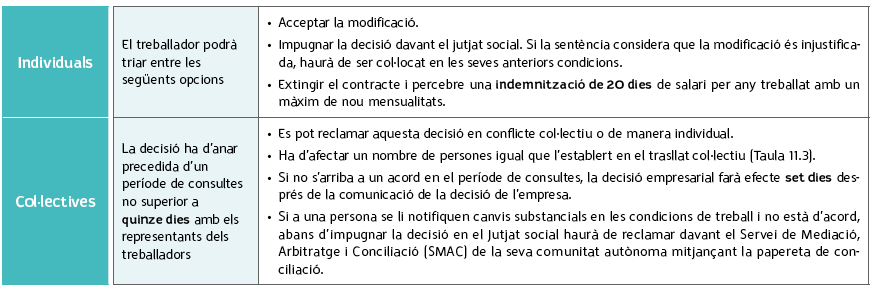 Individuals
El treballador podrà
triar entre les
següents opcions
• Acceptar la modificació.
• Impugnar la decisió davant el jutjat social. Si la sentència considera que la modificació és injustifica-
da, haurà de ser col·locat en les seves anteriors condicions.
• Extingir el contracte i percebre una indemnització de 20 dies de salari per any treballat amb un
màxim de nou mensualitats.
Col·lectives
La decisió ha d'anar
precedida d'un
període de consultes
no superior a
quinze dies amb els
representants dels
treballadors
• Es pot reclamar aquesta decisió en conflicte col·lectiu o de manera individual.
• Ha d'afectar un nombre de persones igual que l'establert en el trasllat col·lectiu (Taula 11.3).
• Si no s'arriba a un acord en el període de consultes, la decisió empresarial farà efecte set dies des-
prés de la comunicació de la decisió de l'empresa.
• Si a una persona se li notifiquen canvis substancials en les condicions de treball i no està d'acord,
abans d'impugnar la decisió en el jutjat social haurà de reclamar davant el Servei de Mediació,
Arbitratge i Conciliació (SMAC) de la seva comunitat autònoma mitjançant la papereta de con-
ciliació.